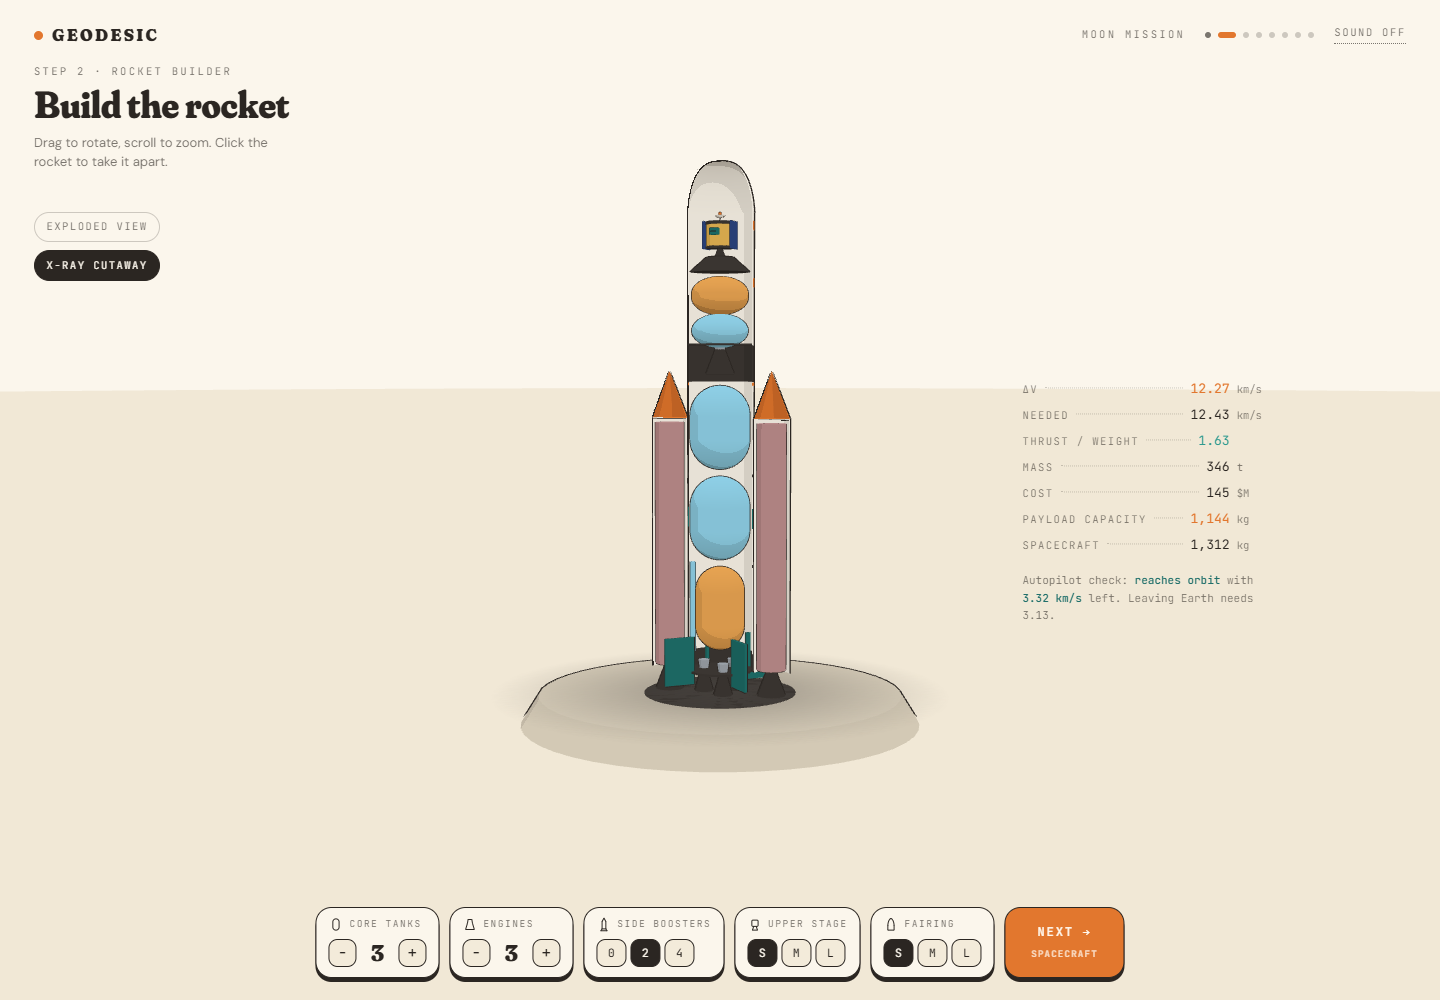 GEODESIC
MOON MISSION
SOUND OFF
STEP 2 · ROCKET BUILDER
Build the rocket
Drag to rotate, scroll to zoom. Click the
rocket to take it apart.
EXPLODED VIEW
X-RAY CUTAWAY
ΔV 12.27 km/s
NEEDED 12.43 km/s
THRUST / WEIGHT 1.63
MASS 346 t
COST 145 $M
PAYLOAD CAPACITY 1,144 kg
SPACECRAFT 1,312 kg
Autopilot check: reaches orbit with
3.32 km/s left. Leaving Earth needs
3.13.
CORE TANKS
- 3 +
ENGINES
- 3 +
SIDE BOOSTERS
0 2 4
UPPER STAGE
S M L
FAIRING
S M L
NEXT →
SPACECRAFT